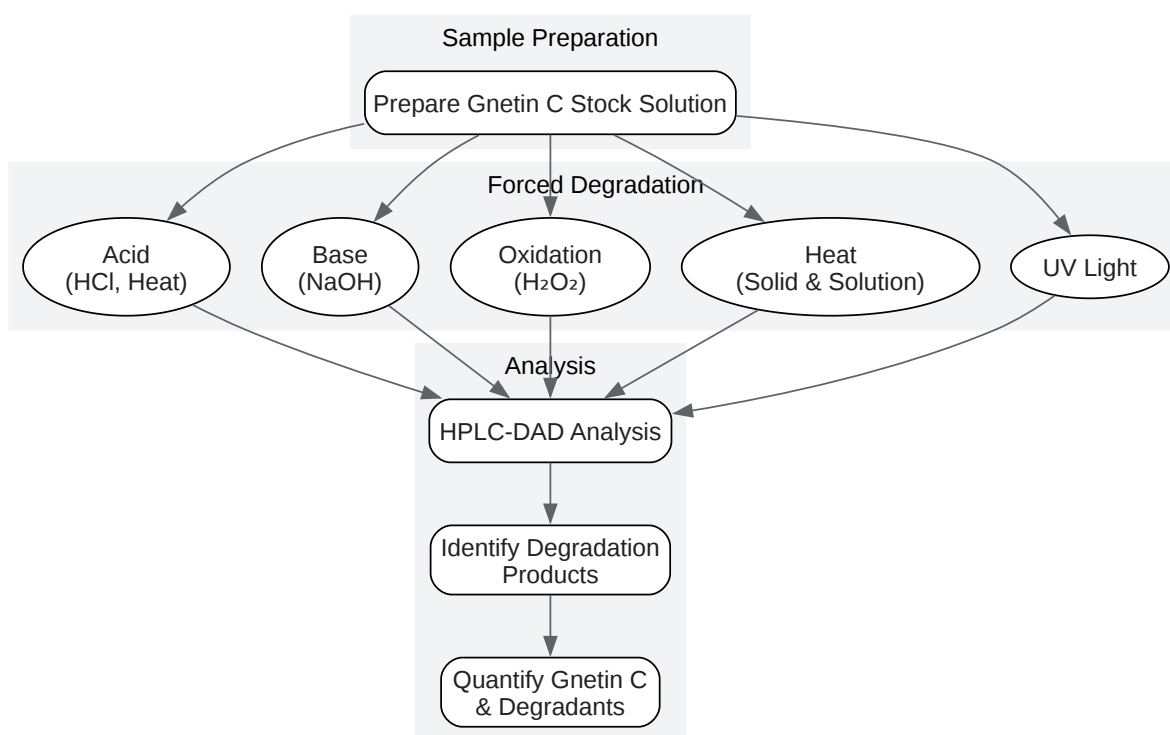 Sample Preparation
Prepare Gnetin C Stock Solution
Forced Degradation
Acid
(HCl, Heat)
Base
(NaOH)
Oxidation
(H₂O₂)
Heat
(Solid & Solution)
UV Light
Analysis
HPLC-DAD Analysis
Identify Degradation
Products
Quantify Gnetin C
& Degradants